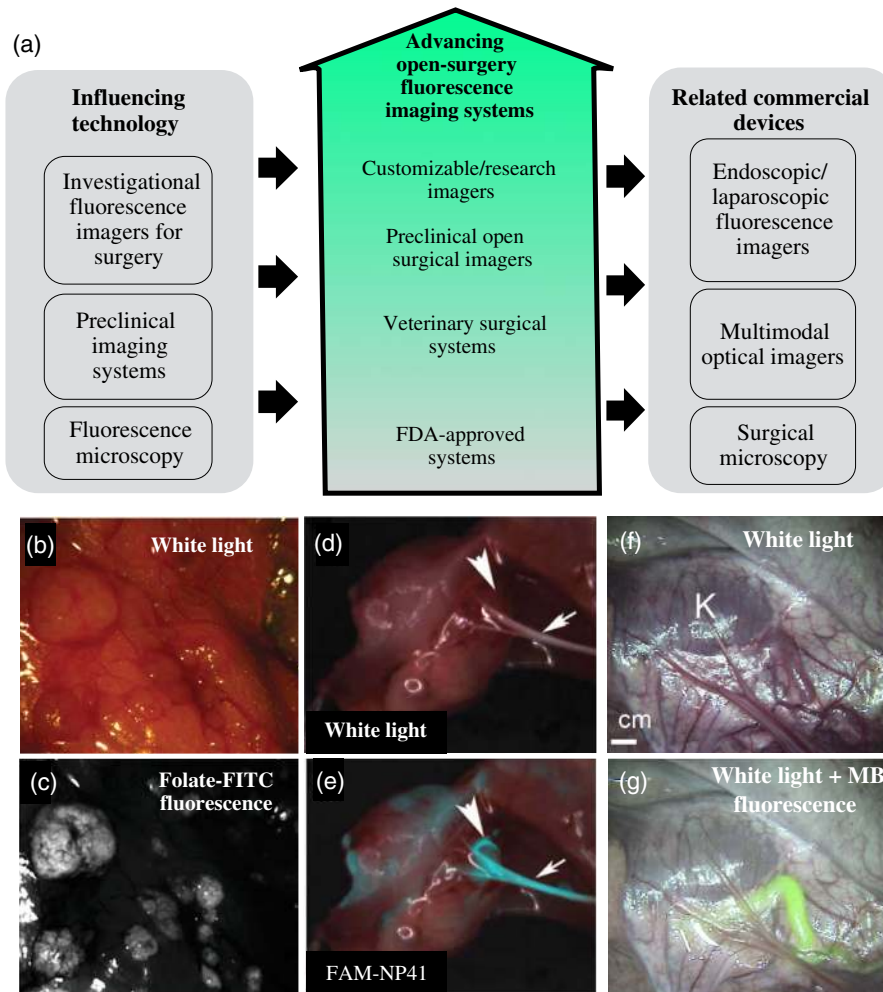 (a)
Influencing
technology
Investigational
fluorescence
imagers for
surgery
Preclinical
imaging
systems
Fluorescence
microscopy
Advancing
open-surgery
fluorescence
imaging systems
Customizable/research
imagers
Preclinical open
surgical imagers
Veterinary surgical
systems
FDA-approved
systems
Related commercial
devices
Endoscopic/
laparoscopic
fluorescence
imagers
Multimodal
optical imagers
Surgical
microscopy
(b)
White light
(c)
Folate-FITC
fluorescence
(d)
White light
(e)
FAM-NP41
(f)
White light
K
cm
(g)
White light + MB
fluorescence